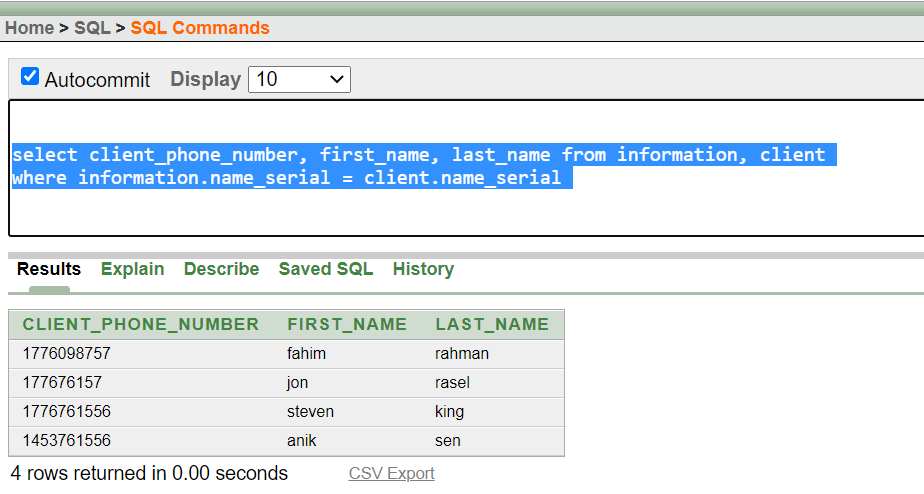 Home > SQL > SQL Commands
Autocommit Display 10
select client_phone_number, first_name, last_name from information, client
where information.name_serial = client.name_serial
Results Explain Describe Saved SQL History
CLIENT_PHONE_NUMBER FIRST_NAME LAST_NAME
1776098757 fahim rahman
177676157 jon rasel
1776761556 steven king
1453761556 anik sen
4 rows returned in 0.00 seconds CSV Export